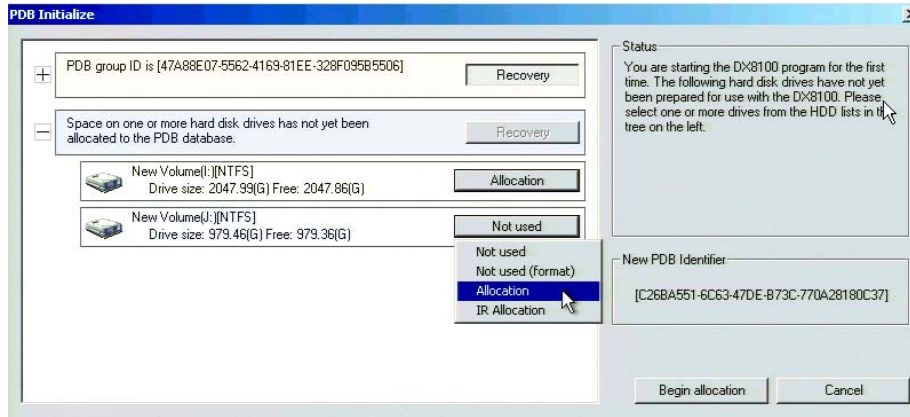 PDB Initialize
PDB group ID is [47A88E07-5562-4169-81EE-328F095B5506]
Recovery
Space on one or more hard disk drives has not yet been
allocated to the PDB database.
Recovery
New Volume(I:)[NTFS]
Drive size: 2047.99(G) Free: 2047.86(G)
Allocation
New Volume(J:)[NTFS]
Drive size: 979.46(G) Free: 979.36(G)
Not used
Not used
Not used (format)
Allocation
IR Allocation
Status
You are starting the DX8100 program for the first
time. The following hard disk drives have not yet
been prepared for use with the DX8100. Please
select one or more drives from the HDD lists in
tree on the left.
New PDB Identifier
[C26BA551-6C63-47DE-B73C-770A28180C37]
Begin allocation
Cancel